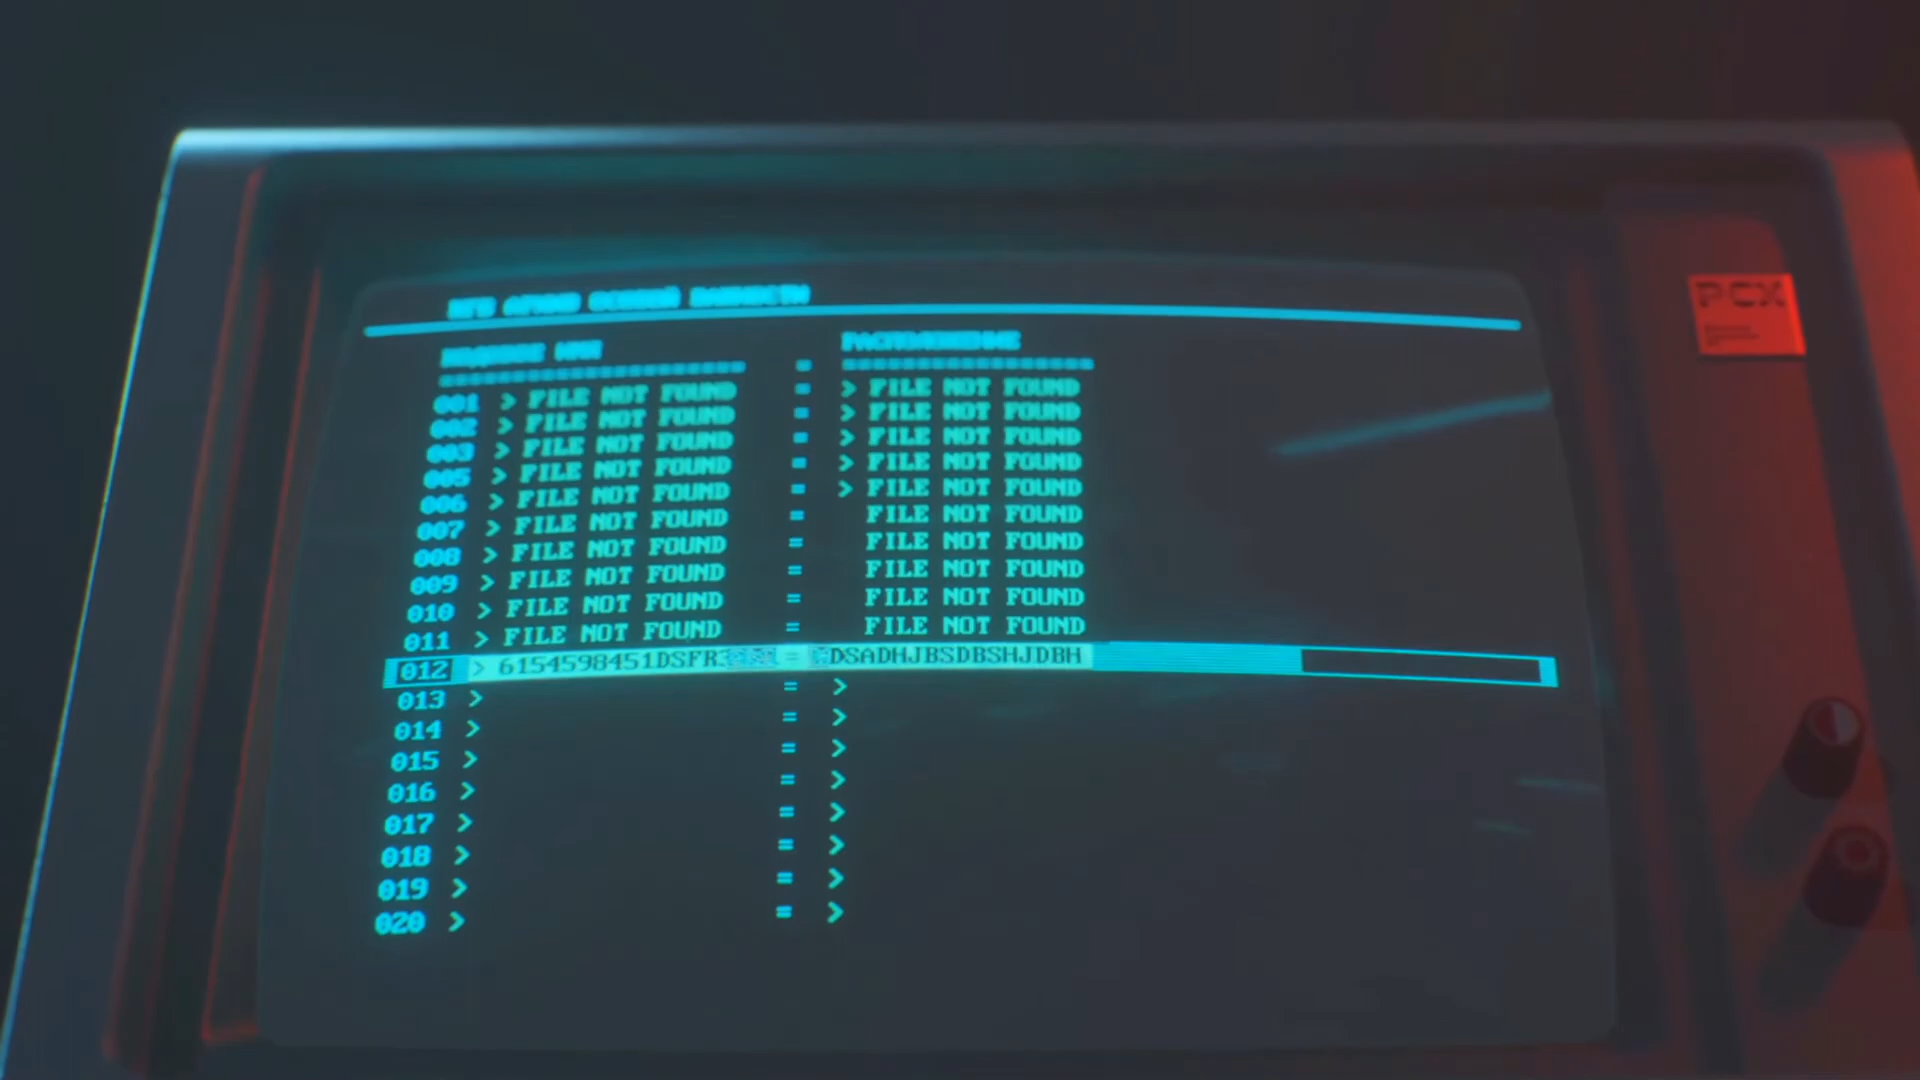 PCX
001 > FILE NOT FOUND = > FILE NOT FOUND
002 > FILE NOT FOUND = > FILE NOT FOUND
003 > FILE NOT FOUND = > FILE NOT FOUND
005 > FILE NOT FOUND = > FILE NOT FOUND
006 > FILE NOT FOUND = > FILE NOT FOUND
007 > FILE NOT FOUND = FILE NOT FOUND
008 > FILE NOT FOUND = FILE NOT FOUND
009 > FILE NOT FOUND = FILE NOT FOUND
010 > FILE NOT FOUND = FILE NOT FOUND
011 > FILE NOT FOUND = FILE NOT FOUND
012 > = 
013 > = >
014 > = >
015 > = >
016 > = >
017 > = >
018 > = >
019 > = >
020 > = >